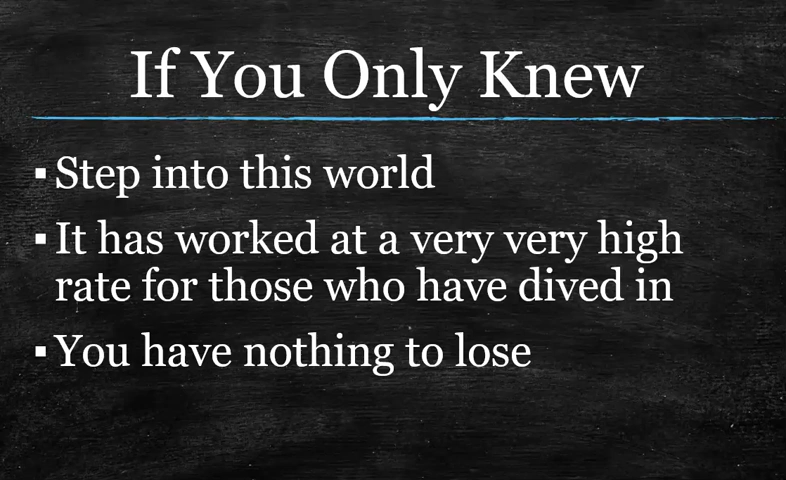 If You Only Knew
▪ Step into this world
▪ It has worked at a very very high
rate for those who have dived in
▪ You have nothing to lose